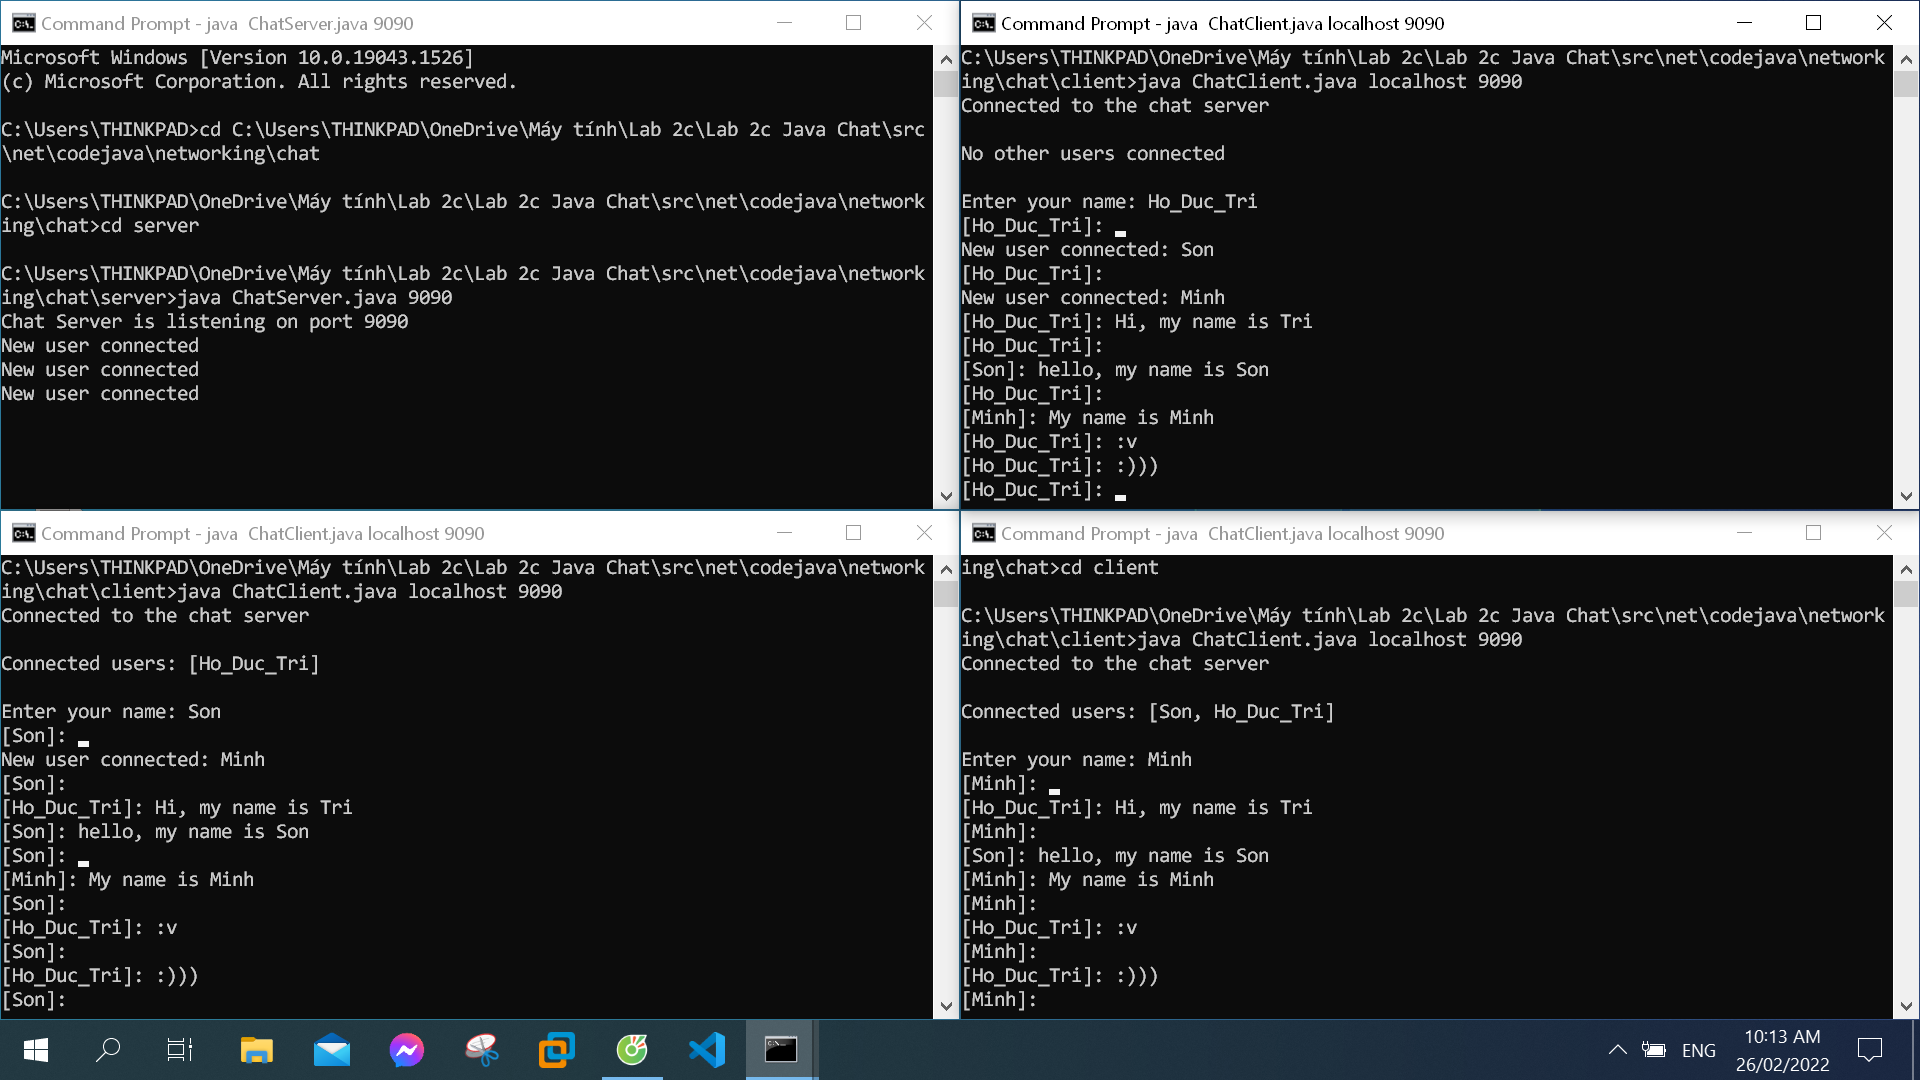 Command Prompt - java  ChatServer.java 9090
Microsoft Windows [Version 10.0.19043.1526]
(c) Microsoft Corporation. All rights reserved.
C:\Users\THINKPAD>cd C:\Users\THINKPAD\OneDrive\Máy tính\Lab 2c\Lab 2c Java Chat\src
\net\codejava\networking\chat
C:\Users\THINKPAD\OneDrive\Máy tính\Lab 2c\Lab 2c Java Chat\src\net\codejava\network
ing\chat>cd server
C:\Users\THINKPAD\OneDrive\Máy tính\Lab 2c\Lab 2c Java Chat\src\net\codejava\network
ing\chat\server>java ChatServer.java 9090
Chat Server is listening on port 9090
New user connected
New user connected
New user connected
Command Prompt - java  ChatClient.java localhost 9090
C:\Users\THINKPAD\OneDrive\Máy tính\Lab 2c\Lab 2c Java Chat\src\net\codejava\network
ing\chat\client>java ChatClient.java localhost 9090
Connected to the chat server
No other users connected
Enter your name: Ho_Duc_Tri
[Ho_Duc_Tri]:
New user connected: Son
[Ho_Duc_Tri]:
New user connected: Minh
[Ho_Duc_Tri]: Hi, my name is Tri
[Ho_Duc_Tri]:
[Son]: hello, my name is Son
[Ho_Duc_Tri]:
[Minh]: My name is Minh
[Ho_Duc_Tri]: :v
[Ho_Duc_Tri]: :)))
[Ho_Duc_Tri]:
Command Prompt - java  ChatClient.java localhost 9090
C:\Users\THINKPAD\OneDrive\Máy tính\Lab 2c\Lab 2c Java Chat\src\net\codejava\network
ing\chat\client>java ChatClient.java localhost 9090
Connected to the chat server
Connected users: [Ho_Duc_Tri]
Enter your name: Son
[Son]:
New user connected: Minh
[Son]:
[Ho_Duc_Tri]: Hi, my name is Tri
[Son]: hello, my name is Son
[Son]:
[Minh]: My name is Minh
[Son]:
[Ho_Duc_Tri]: :v
[Son]:
[Ho_Duc_Tri]: :)))
[Son]:
Command Prompt - java  ChatClient.java localhost 9090
ing\chat>cd client
C:\Users\THINKPAD\OneDrive\Máy tính\Lab 2c\Lab 2c Java Chat\src\net\codejava\network
ing\chat\client>java ChatClient.java localhost 9090
Connected to the chat server
Connected users: [Son, Ho_Duc_Tri]
Enter your name: Minh
[Minh]:
[Ho_Duc_Tri]: Hi, my name is Tri
[Minh]:
[Son]: hello, my name is Son
[Minh]: My name is Minh
[Minh]:
[Ho_Duc_Tri]: :v
[Minh]:
[Ho_Duc_Tri]: :)))
[Minh]:
ENG
10:13 AM
26/02/2022